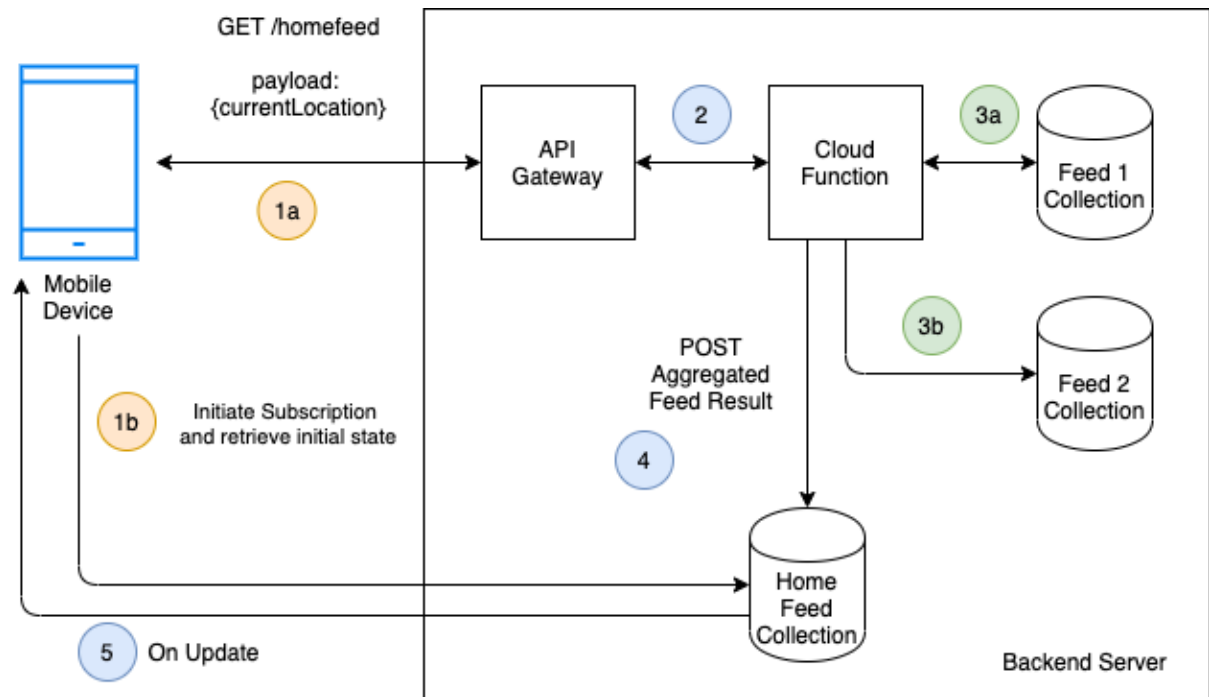 GET /homefeed
payload:
{currentLocation}
1a
Mobile
Device
API
Gateway
2
Cloud
Function
3a
Feed 1
Collection
3b
Feed 2
Collection
1b
Initiate Subscription
and retrieve initial state
POST
Aggregated
Feed Result
4
Home
Feed
Collection
5
On Update
Backend Server